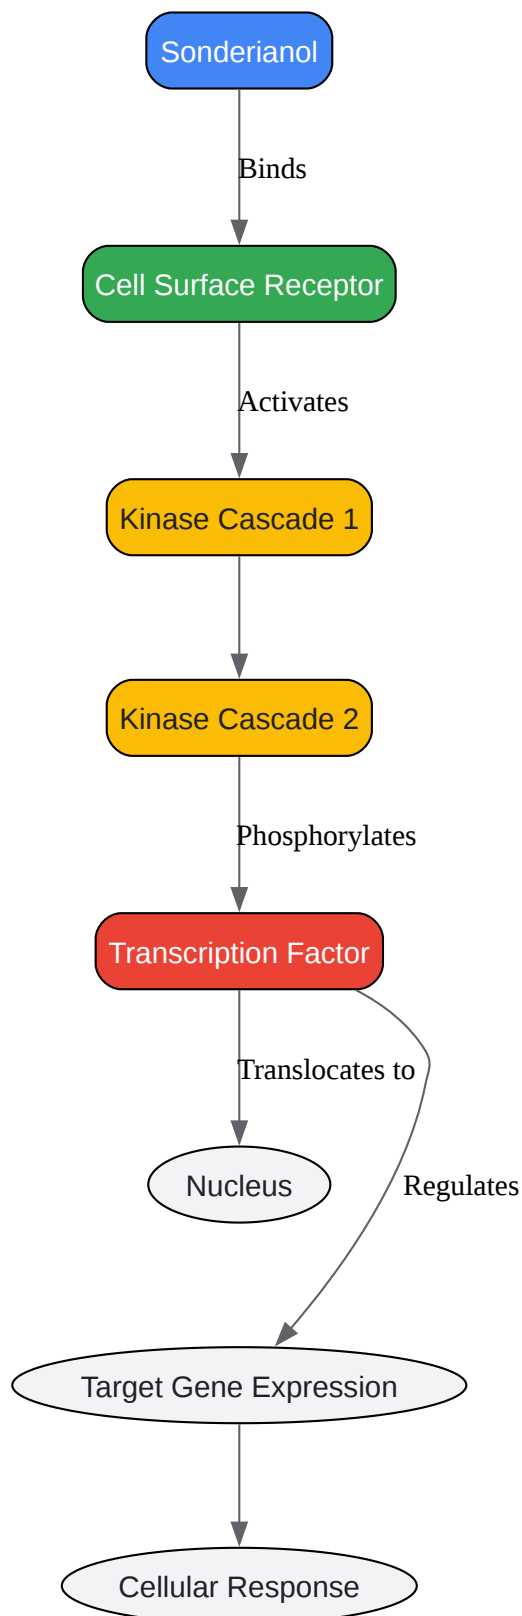 Sonderianol
Binds
Cell Surface Receptor
Activates
Kinase Cascade 1
Kinase Cascade 2
Phosphorylates
Transcription Factor
Translocates to
Nucleus
Regulates
Target Gene Expression
Cellular Response